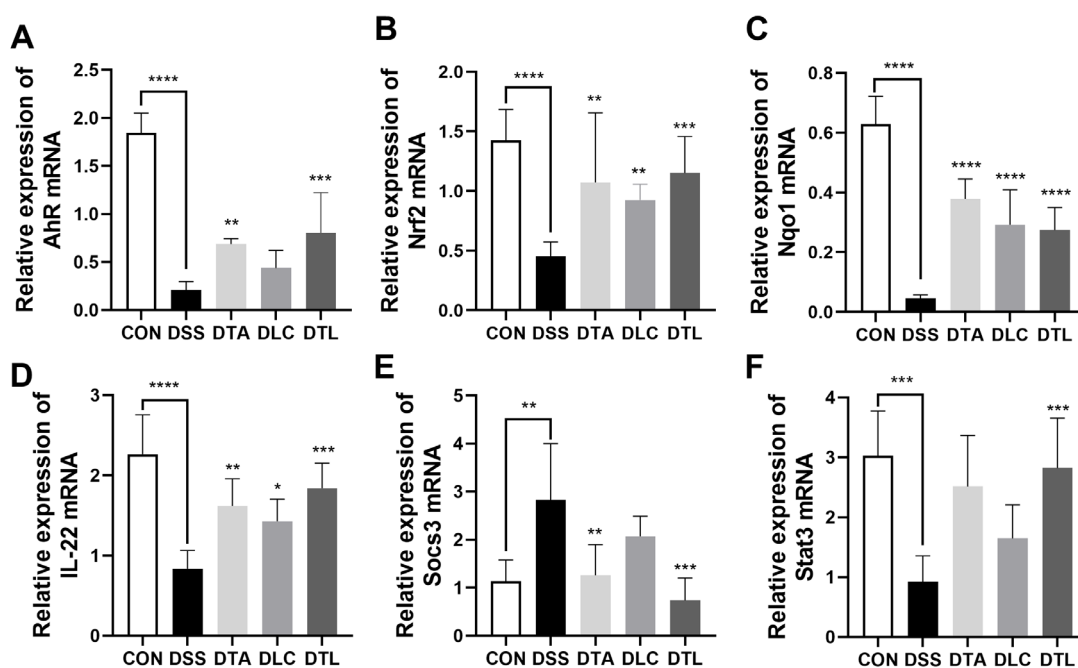 A
Relative expression of
AhR mRNA
2.5
2.0
1.5
1.0
0.5
0.0
****
**
***
CON DSS DTA DLC DTL
B
Relative expression of
Nrf2 mRNA
2.0
1.5
1.0
0.5
0.0
****
**
**
***
CON DSS DTA DLC DTL
C
Relative expression of
Nqo1 mRNA
0.8
0.6
0.4
0.2
0.0
****
****
****
****
CON DSS DTA DLC DTL
D
Relative expression of
IL-22 mRNA
3
2
1
0
****
**
*
***
CON DSS DTA DLC DTL
E
Relative expression of
Socs3 mRNA
5
4
3
2
1
0
**
**
***
CON DSS DTA DLC DTL
F
Relative expression of
Stat3 mRNA
4
3
2
1
0
***
***
CON DSS DTA DLC DTL